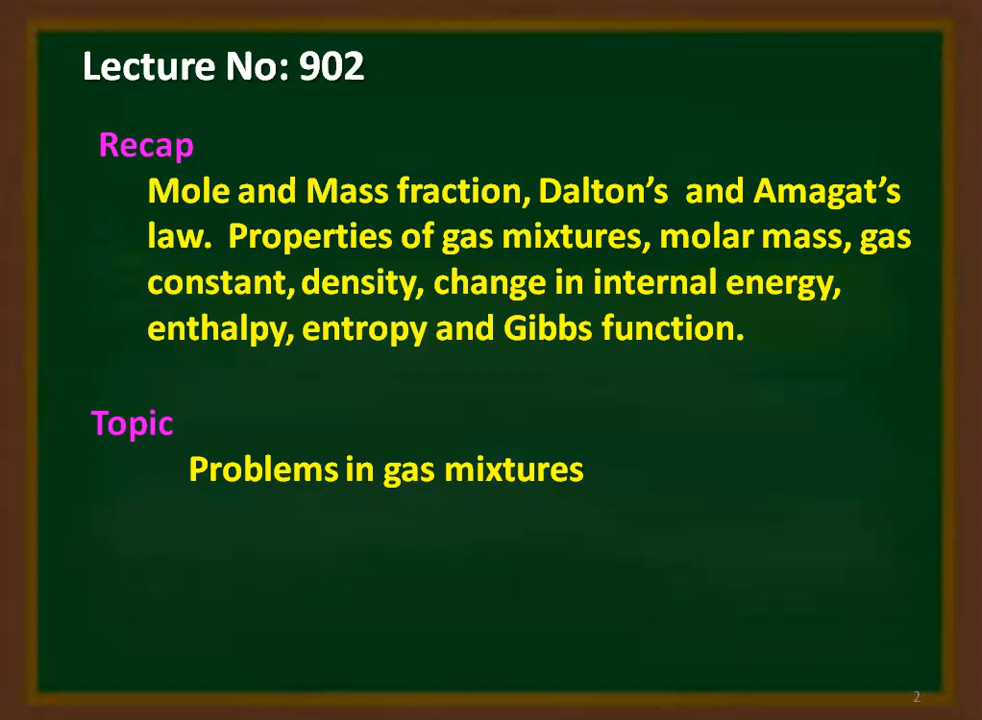 Lecture No: 902
Recap
Mole and Mass fraction, Dalton's and Amagat's
law. Properties of gas mixtures, molar mass, gas
constant, density, change in internal energy,
enthalpy, entropy and Gibbs function.
Topic
Problems in gas mixtures
2